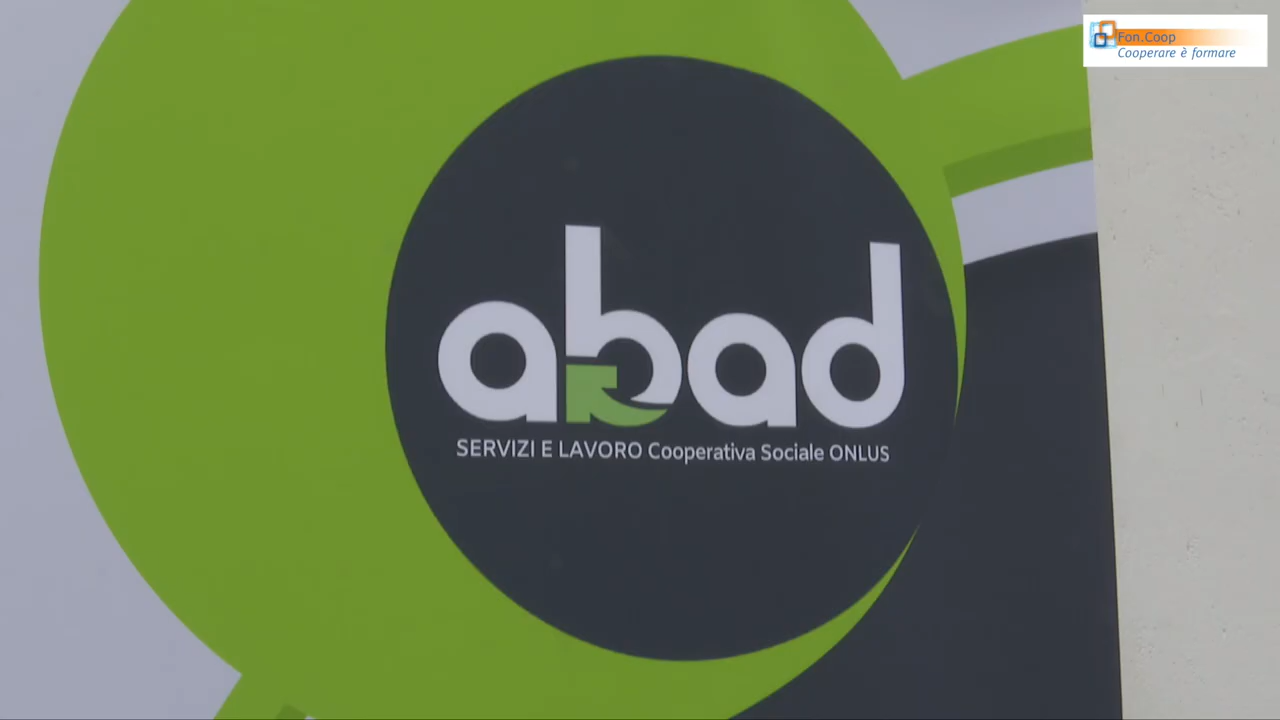 Fon.Coop
Cooperare è formare
abad
SERVIZI E LAVORO Cooperativa Sociale ONLUS